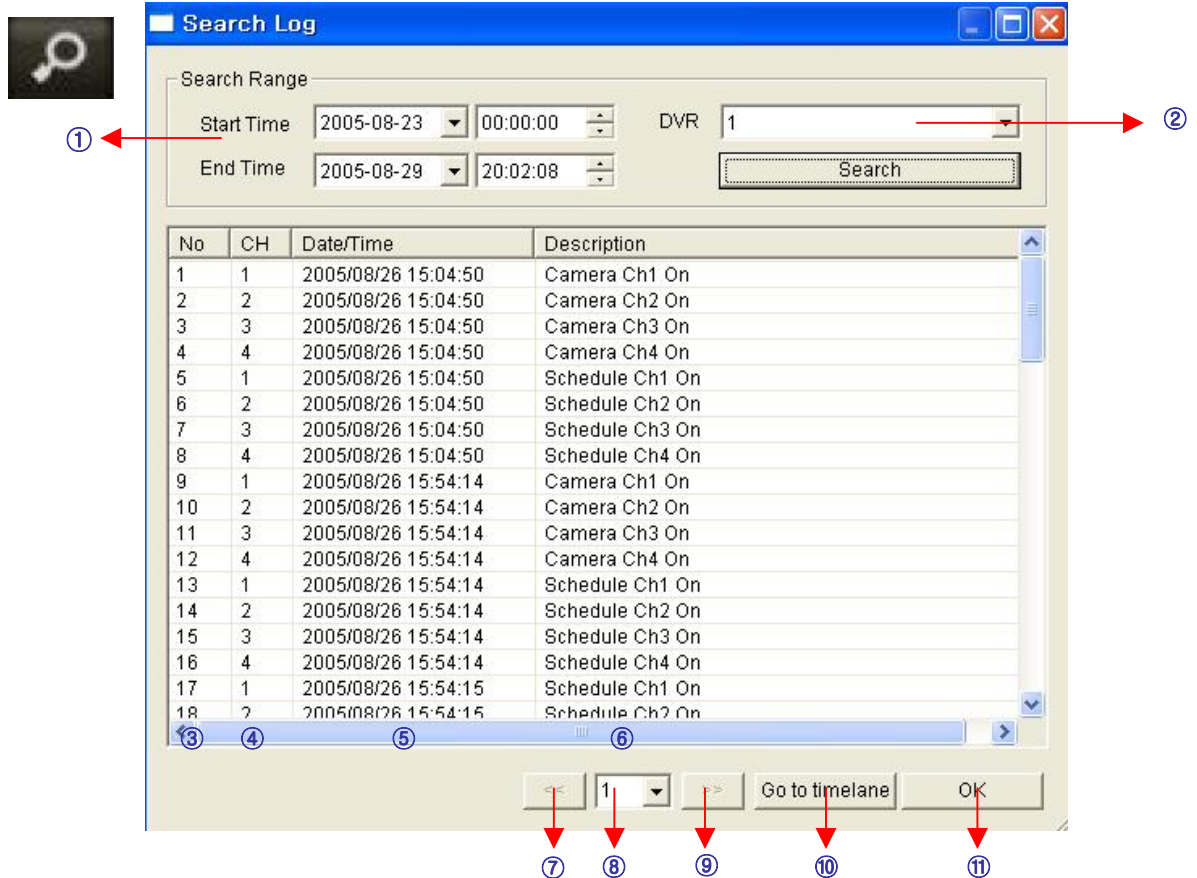 Search Log
Search Range
① Start Time 2005-08-23 00:00:00 DVR 1 ②
End Time 2005-08-29 20:02:08 Search
No CH Date/Time Description
1 1 2005/08/26 15:04:50 Camera Ch1 On
2 2 2005/08/26 15:04:50 Camera Ch2 On
3 3 2005/08/26 15:04:50 Camera Ch3 On
4 4 2005/08/26 15:04:50 Camera Ch4 On
5 1 2005/08/26 15:04:50 Schedule Ch1 On
6 2 2005/08/26 15:04:50 Schedule Ch2 On
7 3 2005/08/26 15:04:50 Schedule Ch3 On
8 4 2005/08/26 15:04:50 Schedule Ch4 On
9 1 2005/08/26 15:54:14 Camera Ch1 On
10 2 2005/08/26 15:54:14 Camera Ch2 On
11 3 2005/08/26 15:54:14 Camera Ch3 On
12 4 2005/08/26 15:54:14 Camera Ch4 On
13 1 2005/08/26 15:54:14 Schedule Ch1 On
14 2 2005/08/26 15:54:14 Schedule Ch2 On
15 3 2005/08/26 15:54:14 Schedule Ch3 On
16 4 2005/08/26 15:54:14 Schedule Ch4 On
17 1 2005/08/26 15:54:15 Schedule Ch1 On
18 2 2005/08/26 15:54:15 Schedule Ch2 On
③ ④ ⑤ ⑥
<< 1 >> Go to timelane OK
⑦ ⑧ ⑨ ⑩ ⑪